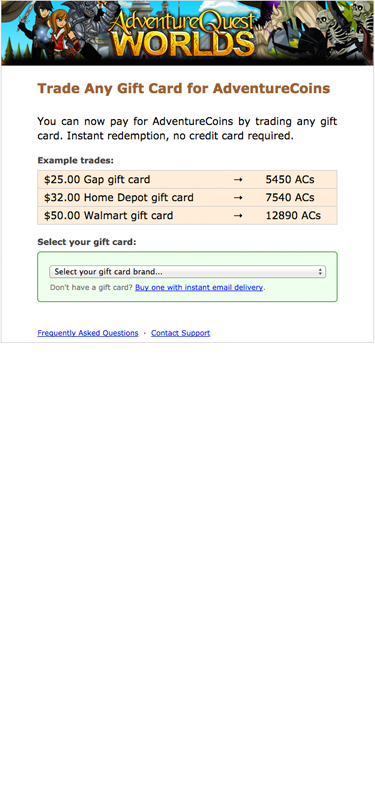 AdventureQuest
WORLDS
Trade Any Gift Card for AdventureCoins
You can now pay for AdventureCoins by trading any gift
card. Instant redemption, no credit card required.
Example trades:
$25.00 Gap gift card → 5450 ACs
$32.00 Home Depot gift card → 7540 ACs
$50.00 Walmart gift card → 12890 ACs
Select your gift card:
Select your gift card brand...
Don't have a gift card? Buy one with instant email delivery.
Frequently Asked Questions · Contact Support